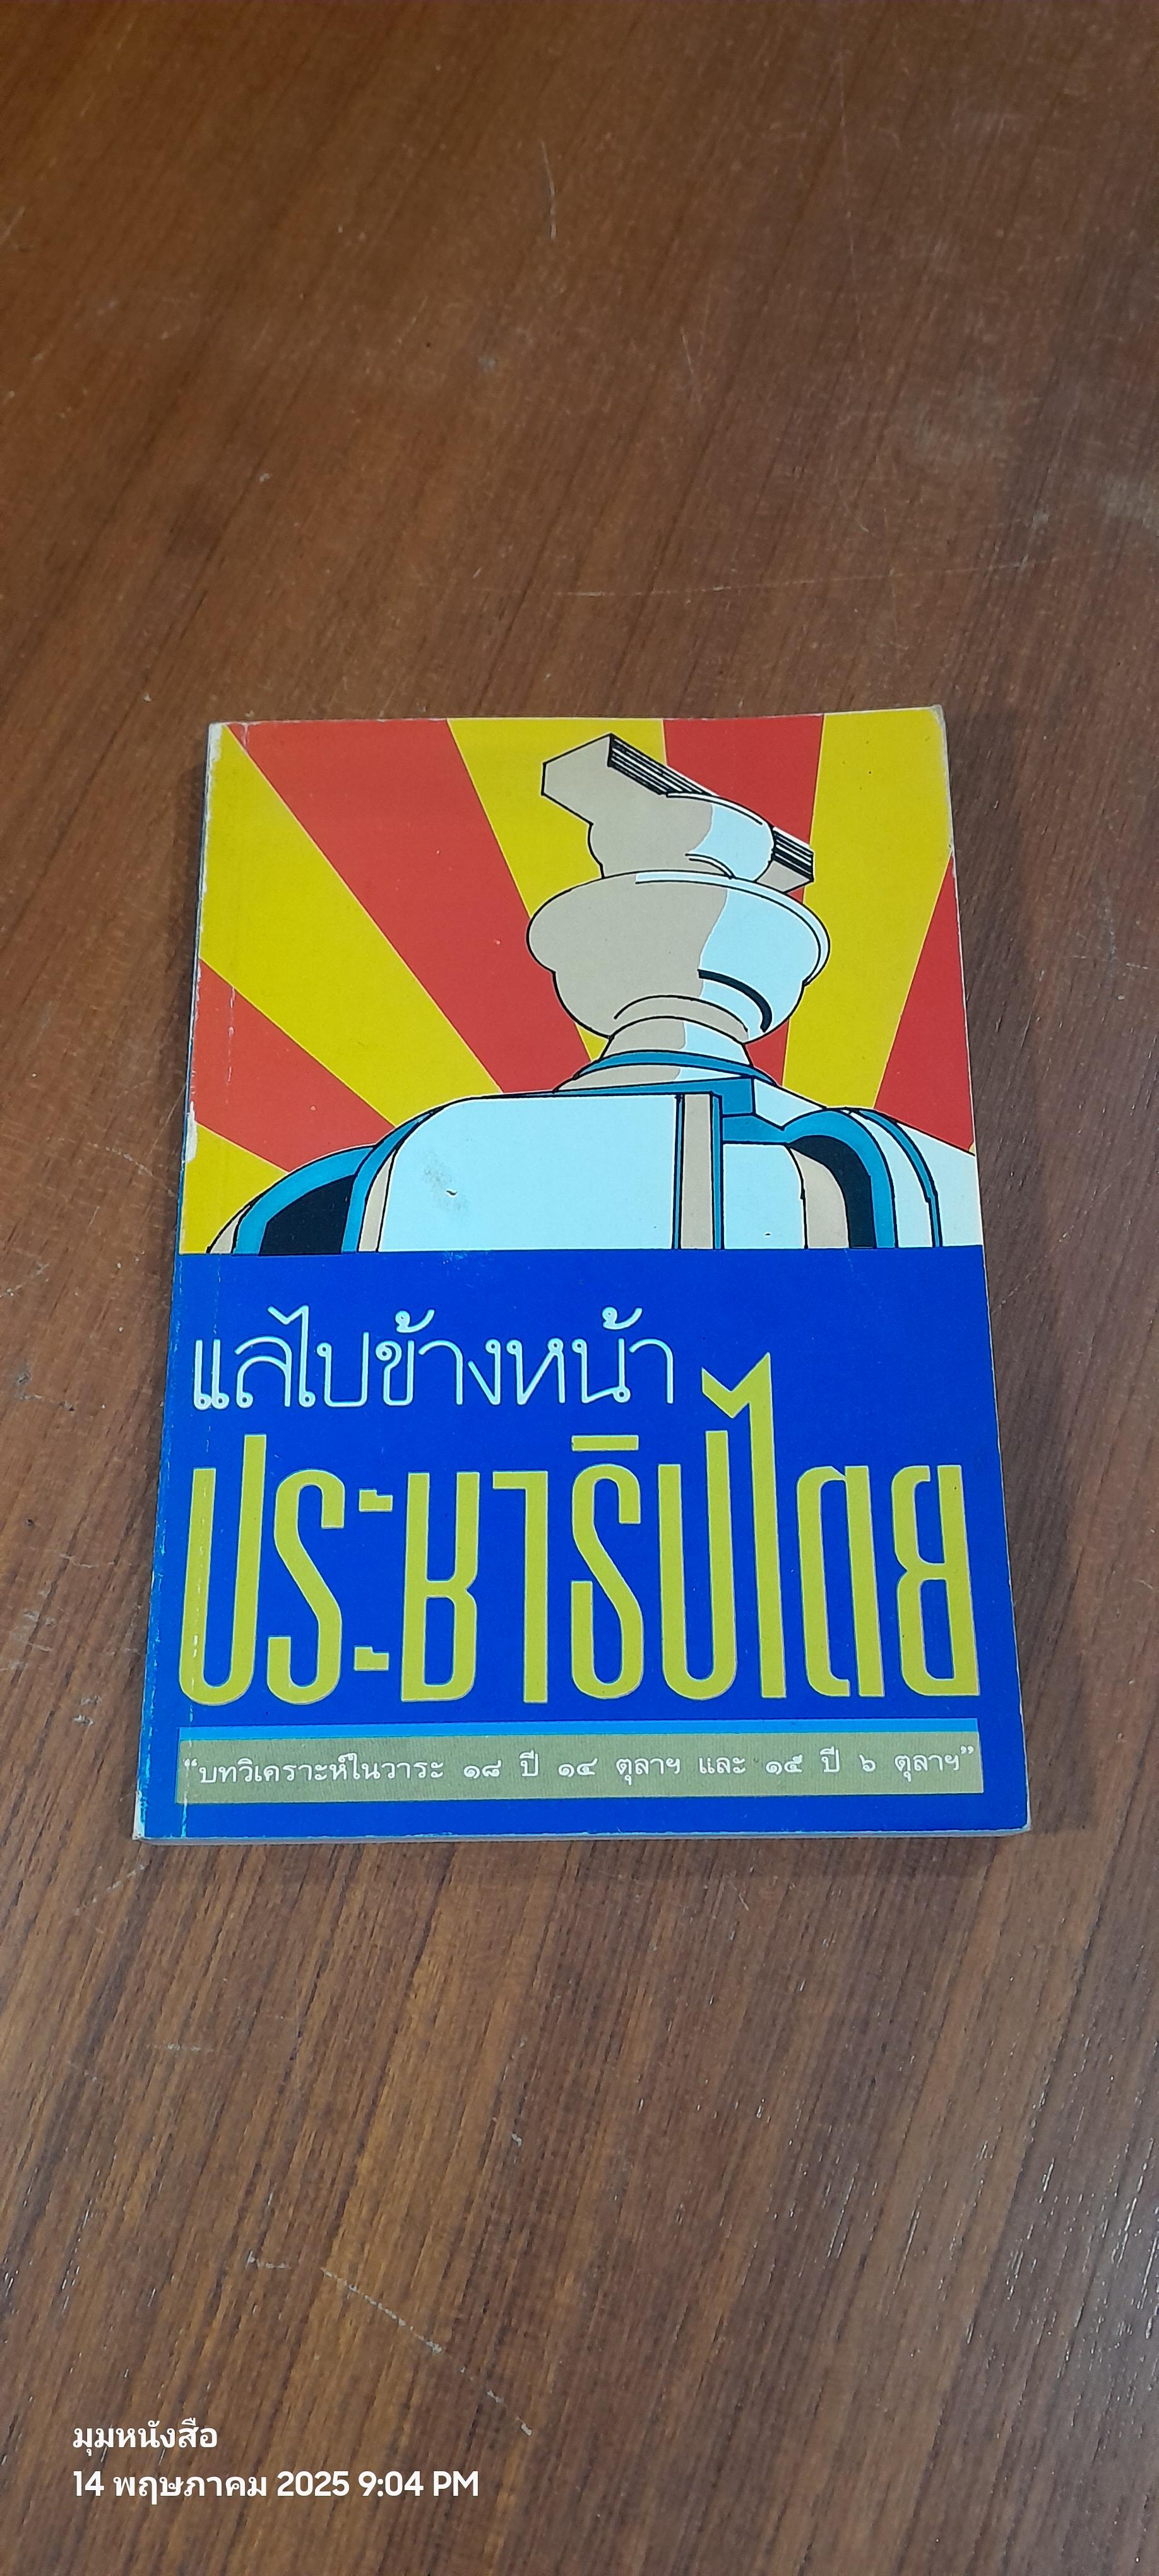 แลไปข้างหน้า
ประชาธิปไตย
“บทวิเคราะห์ในวาระ ๑๘ ปี ๑๔ ตุลาฯ และ ๑๕ ปี ๖ ตุลาฯ”
มุมหนังสือ
14 พฤษภาคม 2025 9:04 PM